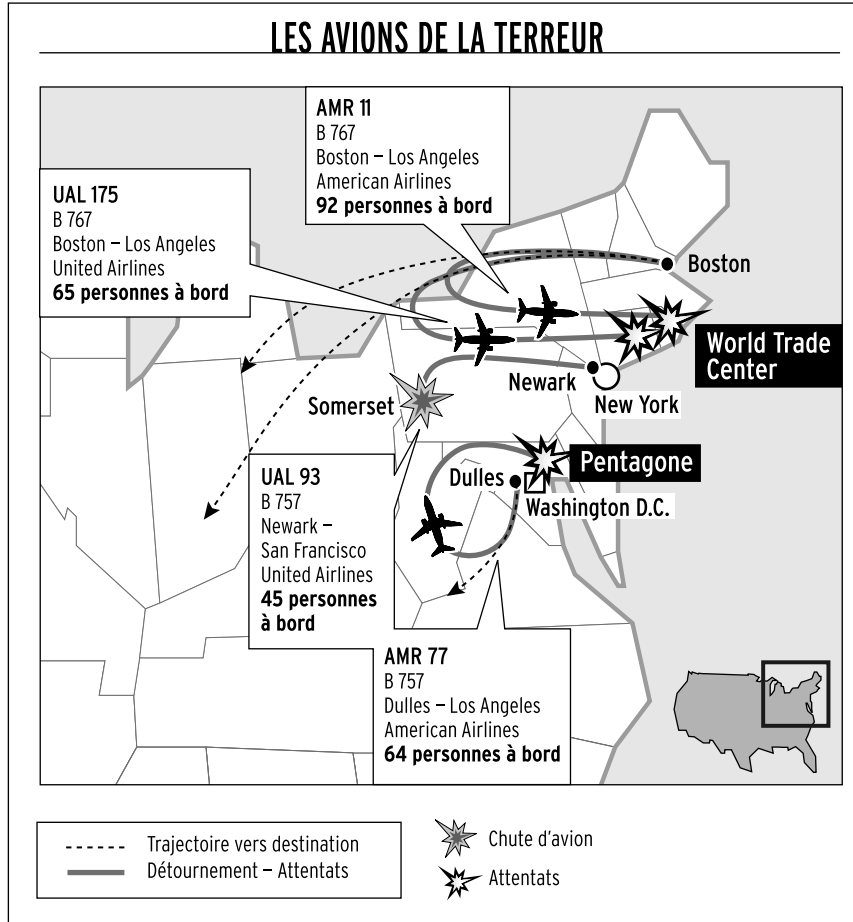 LES AVIONS DE LA TERREUR
AMR 11
B 767
Boston – Los Angeles
American Airlines
92 personnes à bord
UAL 175
B 767
Boston – Los Angeles
United Airlines
65 personnes à bord
Boston
World Trade
Center
Newark
New York
Somerset
Pentagone
Dulles
Washington D.C.
UAL 93
B 757
Newark –
San Francisco
United Airlines
45 personnes
à bord
AMR 77
B 757
Dulles – Los Angeles
American Airlines
64 personnes à bord
Trajectoire vers destination
Détournement – Attentats
Chute d'avion
Attentats